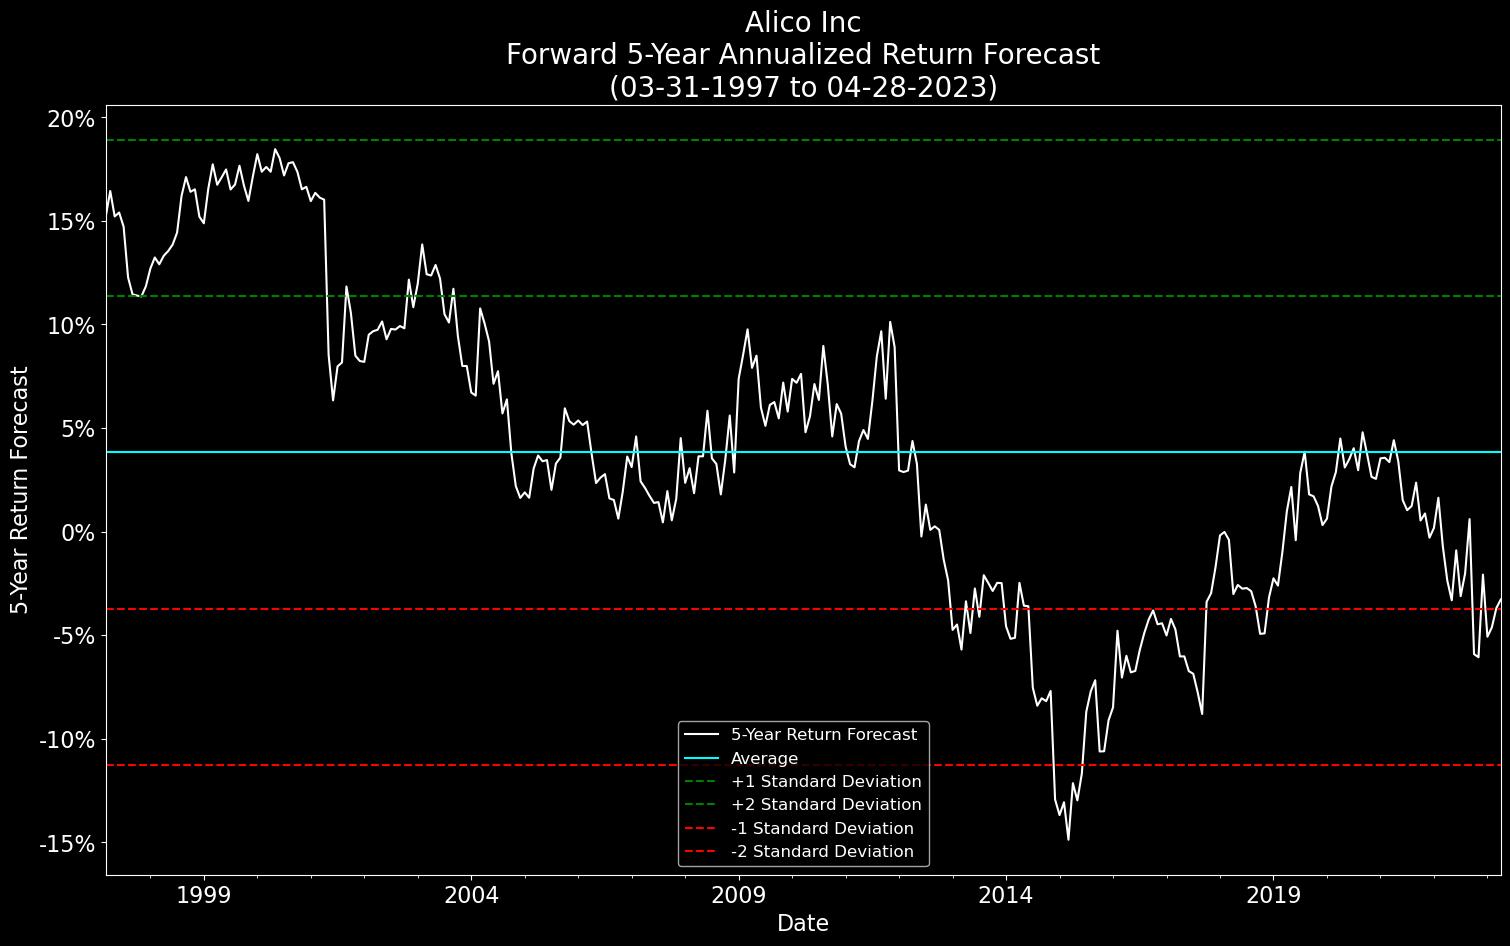 Alico Inc
Forward 5-Year Annualized Return Forecast
(03-31-1997 to 04-28-2023)
5-Year Return Forecast
20%
15%
10%
5%
0%
-5%
-10%
-15%
5-Year Return Forecast
Average
+1 Standard Deviation
+2 Standard Deviation
-1 Standard Deviation
-2 Standard Deviation
1999 2004 2009 2014 2019
Date